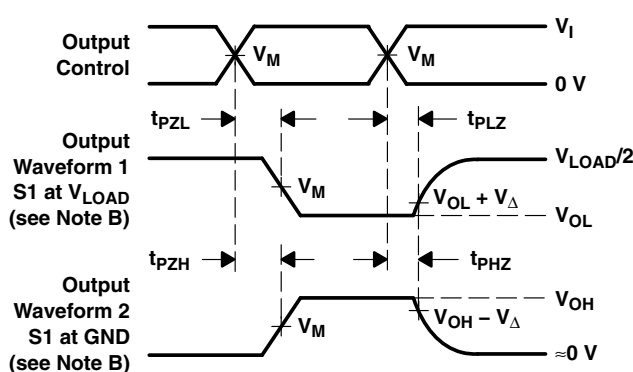 Output
Control
V_I
V_M
V_M
0 V
t_PZL
t_PLZ
Output
Waveform 1
S1 at V_LOAD
(see Note B)
V_LOAD/2
V_M
V_OL + V_Δ
V_OL
t_PZH
t_PHZ
Output
Waveform 2
S1 at GND
(see Note B)
V_OH
V_M
V_OH − V_Δ
≈0 V